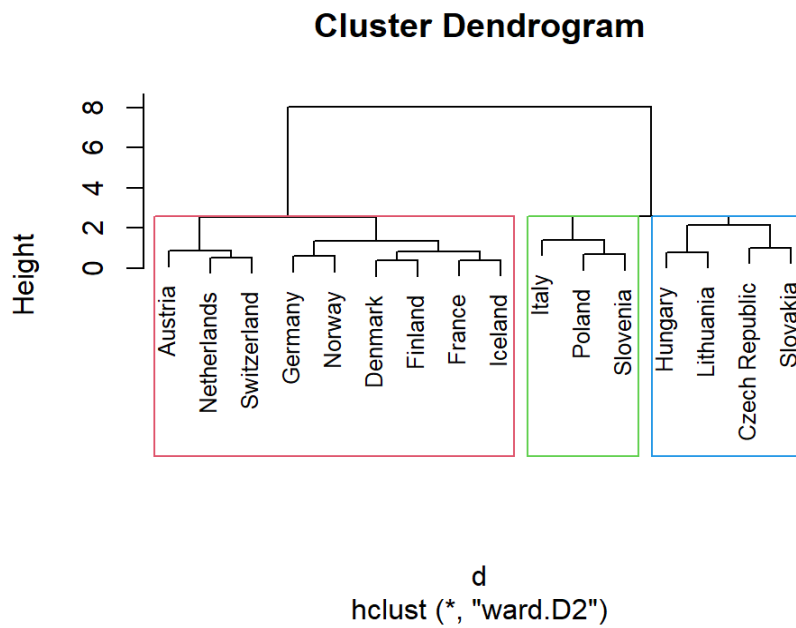 Cluster Dendrogram
Height
8
6
4
2
0
Austria
Netherlands
Switzerland
Germany
Norway
Denmark
Finland
France
Iceland
Italy
Poland
Slovenia
Hungary
Lithuania
Czech Republic
Slovakia
d
hclust (*, "ward.D2")